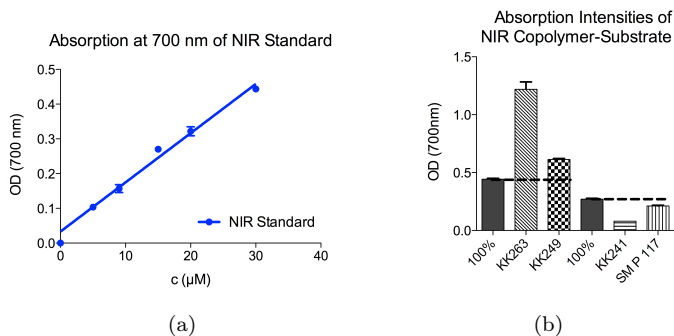 Absorption at 700 nm of NIR Standard
OD (700 nm)
0.5
0.4
0.3
0.2
0.1
0.0
0
10
20
30
40
NIR Standard
c (µM)
(a)
Absorption Intensities of
NIR Copolymer-Substrate
OD (700nm)
1.5
1.0
0.5
0.0
100%
KK263
KK249
100%
KK241
SM P 117
(b)